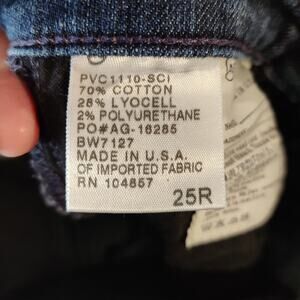 PVC1110-SCI
70% COTTON
28% LYOCELL
2% POLYURETHANE
PO#AG-16285
BW7127
MADE IN U.S.A.
OF IMPORTED FABRIC
RN 104857
25R